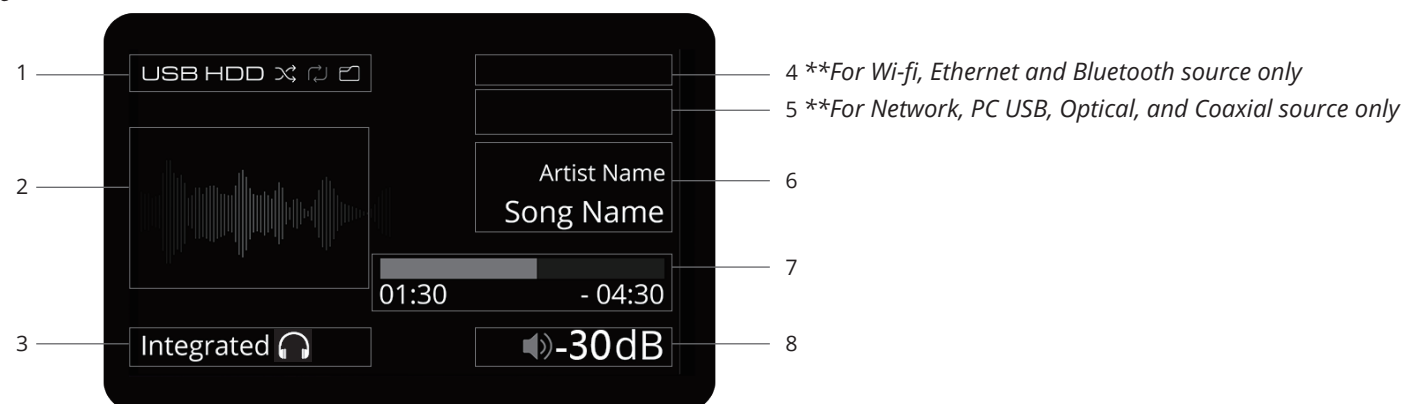 1
USB HDD
4 **For Wi-fi, Ethernet and Bluetooth source only
5 **For Network, PC USB, Optical, and Coaxial source only
2
Artist Name
Song Name
6
7
01:30 - 04:30
3
Integrated
-30dB
8